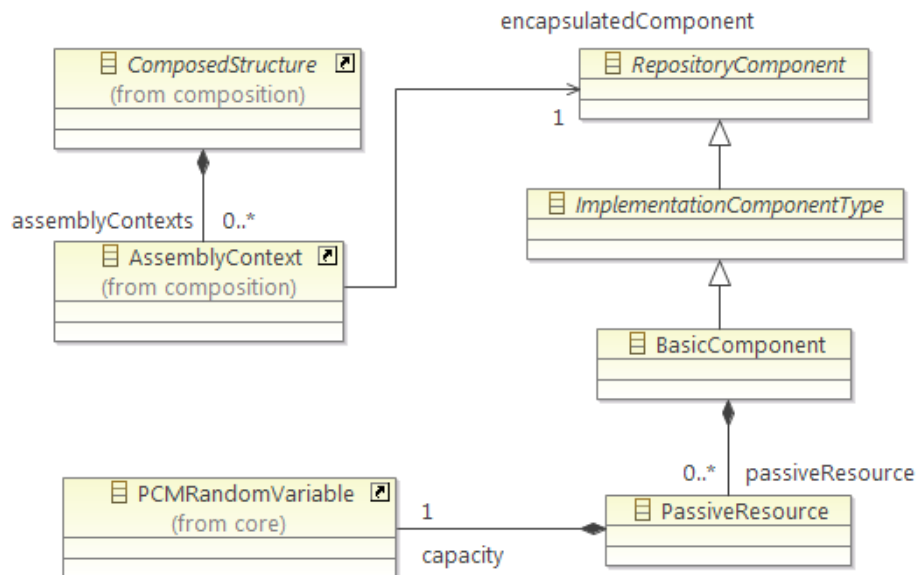 encapsulatedComponent
ComposedStructure
(from composition)
RepositoryComponent
1
ImplementationComponentType
assemblyContexts 0..*
AssemblyContext
(from composition)
BasicComponent
0..* passiveResource
PCMRandomVariable
(from core)
1
capacity
PassiveResource